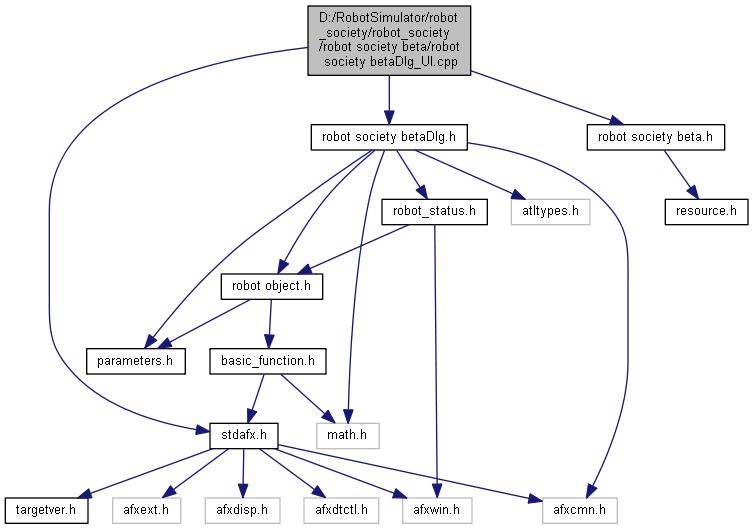 D:/RobotSimulator/robot
_society/robot_society
/robot society beta/robot
society betaDlg_UI.cpp
robot society betaDlg.h
robot society beta.h
robot_status.h
atltypes.h
resource.h
robot object.h
parameters.h
basic_function.h
stdafx.h
math.h
targetver.h
afxext.h
afxdisp.h
afxdtctl.h
afxwin.h
afxcmn.h